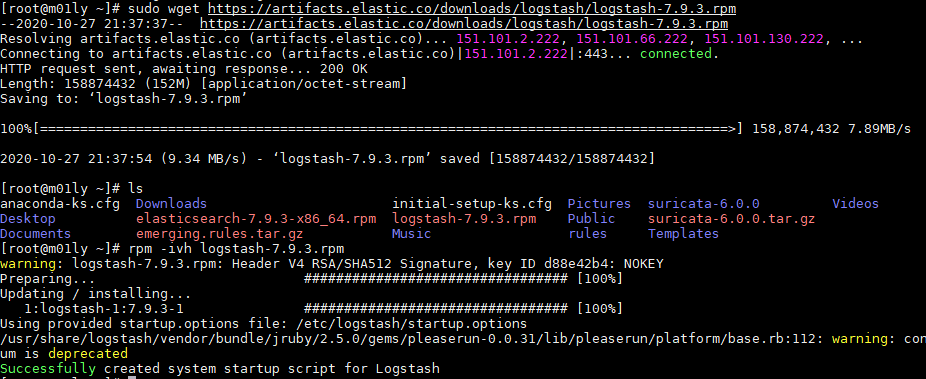 [root@m01ly ~]# sudo wget https://artifacts.elastic.co/downloads/logstash/logstash-7.9.3.rpm
--2020-10-27 21:37:37--  https://artifacts.elastic.co/downloads/logstash/logstash-7.9.3.rpm
Resolving artifacts.elastic.co (artifacts.elastic.co)... 151.101.2.222, 151.101.66.222, 151.101.130.222, ...
Connecting to artifacts.elastic.co (artifacts.elastic.co)|151.101.2.222|:443... connected.
HTTP request sent, awaiting response... 200 OK
Length: 158874432 (152M) [application/octet-stream]
Saving to: ‘logstash-7.9.3.rpm’
100%[======================================================================================>] 158,874,432 7.89MB/s
2020-10-27 21:37:54 (9.34 MB/s) - ‘logstash-7.9.3.rpm’ saved [158874432/158874432]
[root@m01ly ~]# ls
anaconda-ks.cfg  Downloads                         initial-setup-ks.cfg  Pictures  suricata-6.0.0         Videos
Desktop          elasticsearch-7.9.3-x86_64.rpm  logstash-7.9.3.rpm    Public    suricata-6.0.0.tar.gz
Documents        emerging.rules.tar.gz           Music                 rules     Templates
[root@m01ly ~]# rpm -ivh logstash-7.9.3.rpm
warning: logstash-7.9.3.rpm: Header V4 RSA/SHA512 Signature, key ID d88e42b4: NOKEY
Preparing...                          ################################# [100%]
Updating / installing...
   1:logstash-1:7.9.3-1               ################################# [100%]
Using provided startup.options file: /etc/logstash/startup.options
/usr/share/logstash/vendor/bundle/jruby/2.5.0/gems/pleaserun-0.0.31/lib/pleaserun/platform/base.rb:112: warning: con
um is deprecated
Successfully created system startup script for Logstash